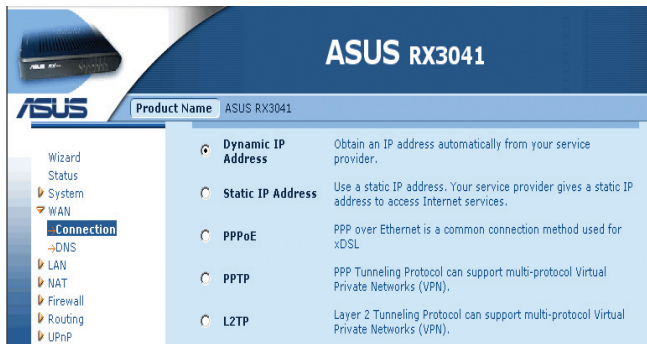 ASUS RX3041
ASUS
Product Name ASUS RX3041
Wizard
Status
System
WAN
Connection
DNS
LAN
NAT
Firewall
Routing
UPnP
Dynamic IP
Address
Obtain an IP address automatically from your service
provider.
Static IP Address
Use a static IP address. Your service provider gives a static IP
address to access Internet services.
PPPoE
PPP over Ethernet is a common connection method used for
xDSL
PPTP
PPP Tunneling Protocol can support multi-protocol Virtual
Private Networks (VPN).
L2TP
Layer 2 Tunneling Protocol can support multi-protocol Virtual
Private Networks (VPN).